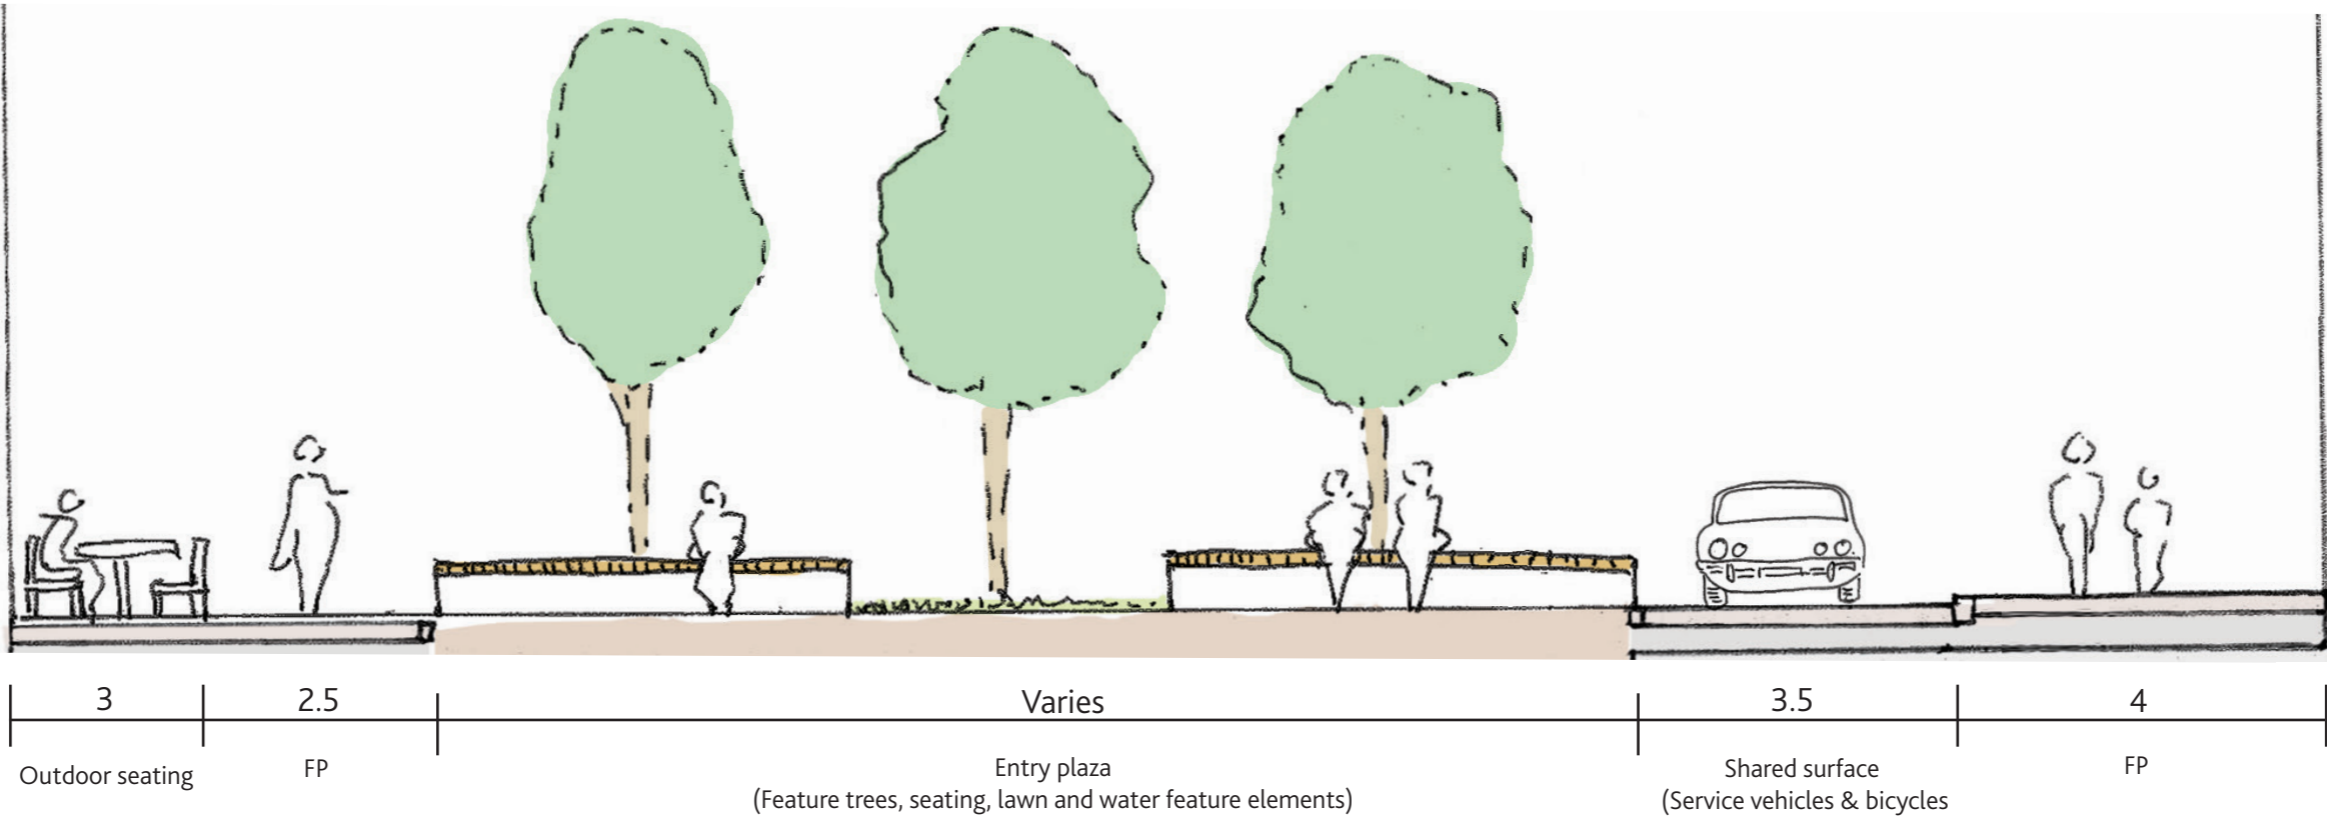 3 2.5 Varies 3.5 4
Outdoor seating FP Entry plaza Shared surface FP
(Feature trees, seating, lawn and water feature elements) (Service vehicles & bicycles